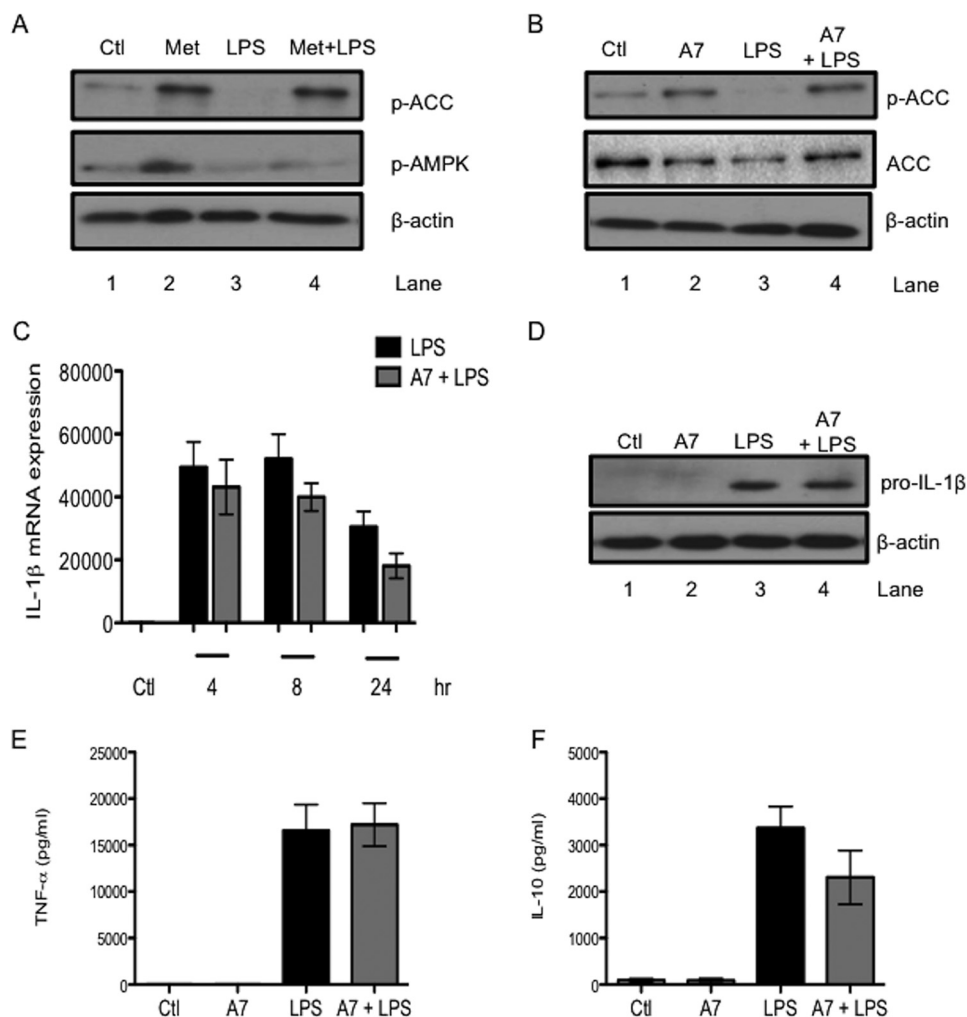 A
Ctl Met LPS Met+LPS
p-ACC
p-AMPK
β-actin
1 2 3 4 Lane
B
Ctl A7 LPS A7 + LPS
p-ACC
ACC
β-actin
1 2 3 4 Lane
C
LPS
A7 + LPS
IL-1β mRNA expression
80000
60000
40000
20000
0
Ctl 4 8 24 hr
D
Ctl A7 LPS A7 + LPS
pro-IL-1β
β-actin
1 2 3 4 Lane
E
TNF-α (pg/ml)
25000
20000
15000
10000
5000
0
Ctl A7 LPS A7 + LPS
F
IL-10 (pg/ml)
5000
4000
3000
2000
1000
0
Ctl A7 LPS A7 + LPS